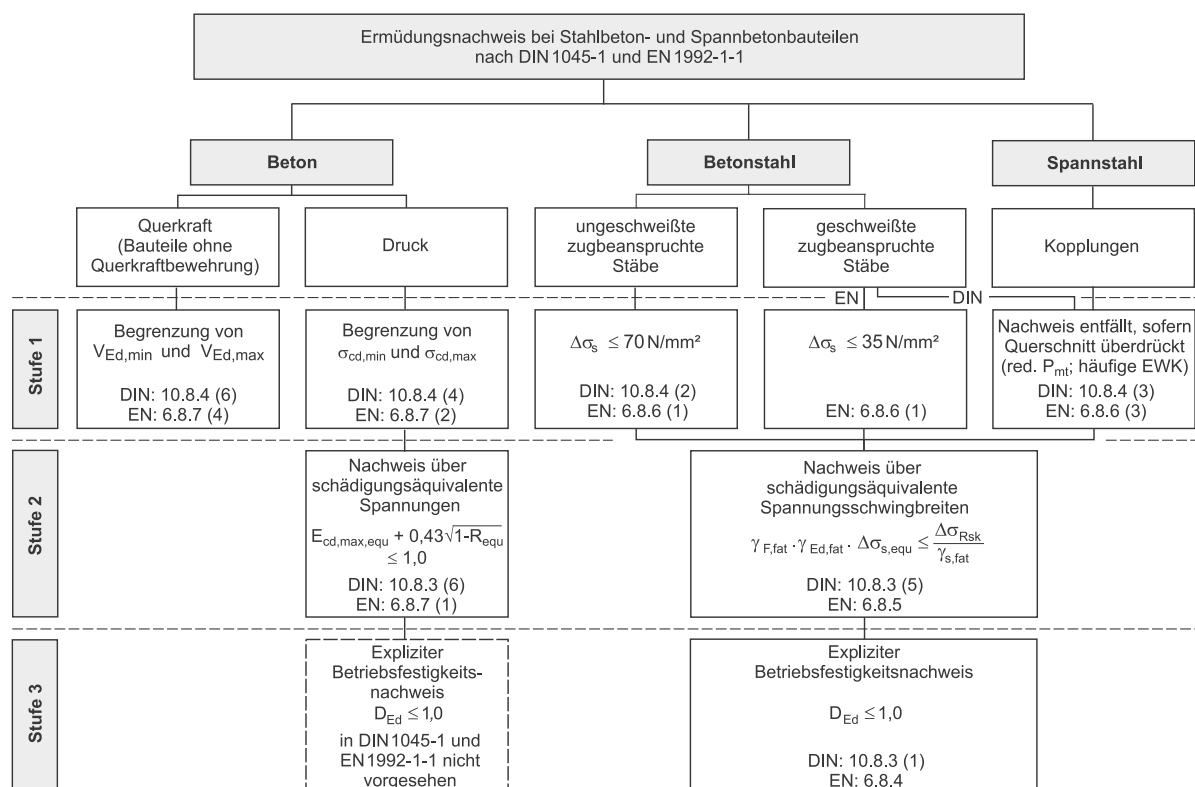 Ermüdungsnachweis bei Stahlbeton- und Spannbetonbauteilen
nach DIN 1045-1 und EN 1992-1-1
Beton
Betonstahl
Spannstahl
Querkraft
(Bauteile ohne
Querkraftbewehrung)
Druck
ungeschweißte
zugbeanspruchte
Stäbe
geschweißte
zugbeanspruchte
Stäbe
Kopplungen
EN
DIN
Stufe 1
Begrenzung von
V_Ed,min und V_Ed,max
DIN: 10.8.4 (6)
EN: 6.8.7 (4)
Begrenzung von
σ_cd,min und σ_cd,max
DIN: 10.8.4 (4)
EN: 6.8.7 (2)
Δσ_s ≤ 70 N/mm²
DIN: 10.8.4 (2)
EN: 6.8.6 (1)
Δσ_s ≤ 35 N/mm²
EN: 6.8.6 (1)
Nachweis entfällt, sofern
Querschnitt überdrückt
(red. P_mt; häufige EWK)
DIN: 10.8.4 (3)
EN: 6.8.6 (3)
Stufe 2
Nachweis über
schädigungsäquivalente
Spannungen
E_cd,max,equ + 0,43√(1-R_equ)
≤ 1,0
DIN: 10.8.3 (6)
EN: 6.8.7 (1)
Nachweis über
schädigungsäquivalente
Spannungsschwingbreiten
γ_F,fat · γ_Ed,fat · Δσ_s,equ ≤ Δσ_Rsk / γ_s,fat
DIN: 10.8.3 (5)
EN: 6.8.5
Stufe 3
Expliziter
Betriebsfestigkeits-
nachweis
D_Ed ≤ 1,0
in DIN 1045-1 und
EN 1992-1-1 nicht
vorgesehen
Expliziter
Betriebsfestigkeitsnachweis
D_Ed ≤ 1,0
DIN: 10.8.3 (1)
EN: 6.8.4